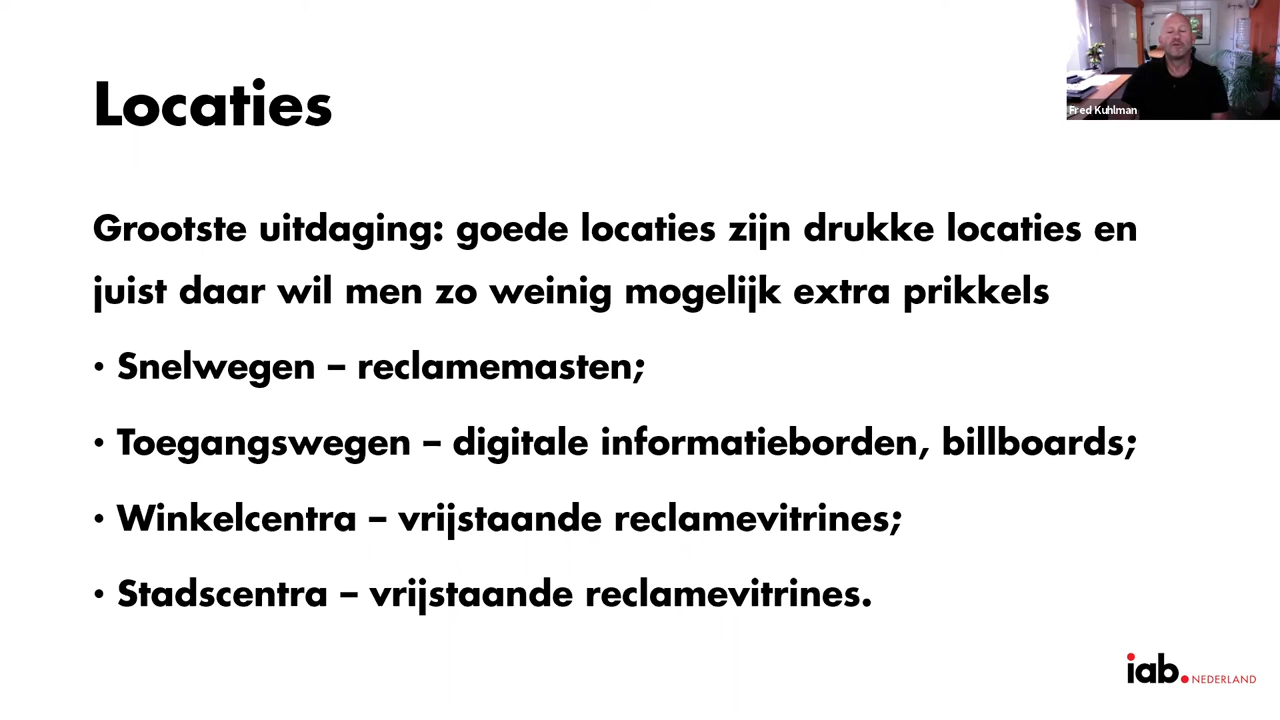 Locaties
Fred Kuhlman
Grootste uitdaging: goede locaties zijn drukke locaties en
juist daar wil men zo weinig mogelijk extra prikkels
• Snelwegen – reclamemasten;
• Toegangswegen – digitale informatieborden, billboards;
• Winkelcentra – vrijstaande reclamevitrines;
• Stadscentra – vrijstaande reclamevitrines.
iab. NEDERLAND